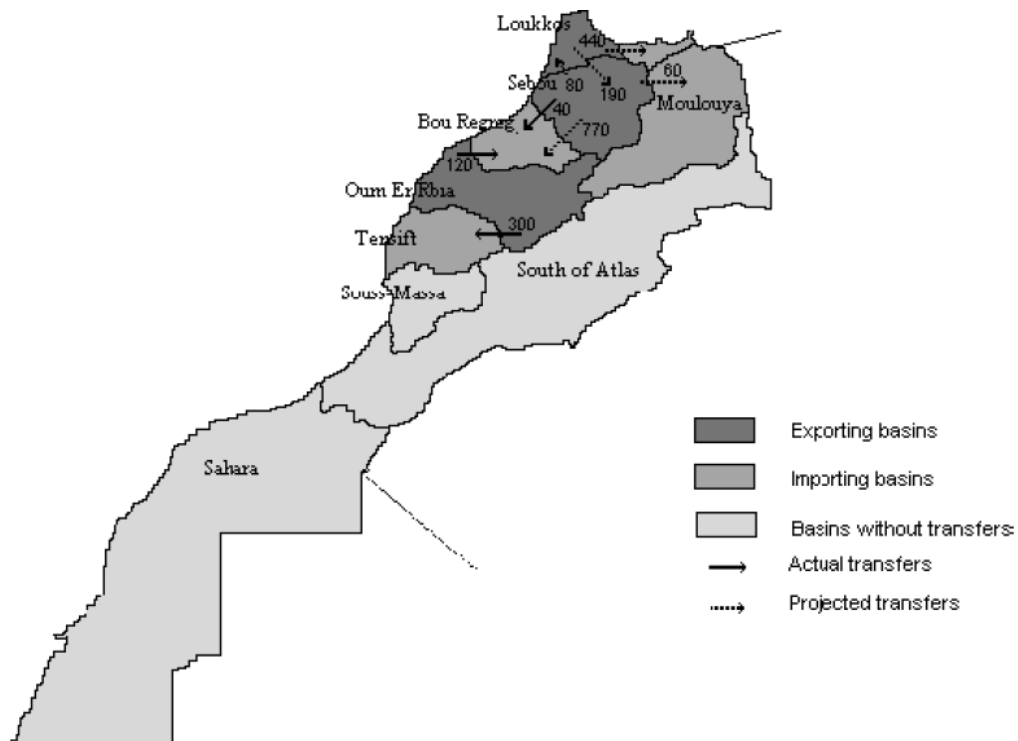 Loukkos
440
Sebou
80
60
190
Moulouya
40
Bou Regreg
770
120
Oum Er Rbia
300
Tensift
South of Atlas
Souss-Massa
Exporting basins
Sahara
Importing basins
Basins without transfers
Actual transfers
Projected transfers